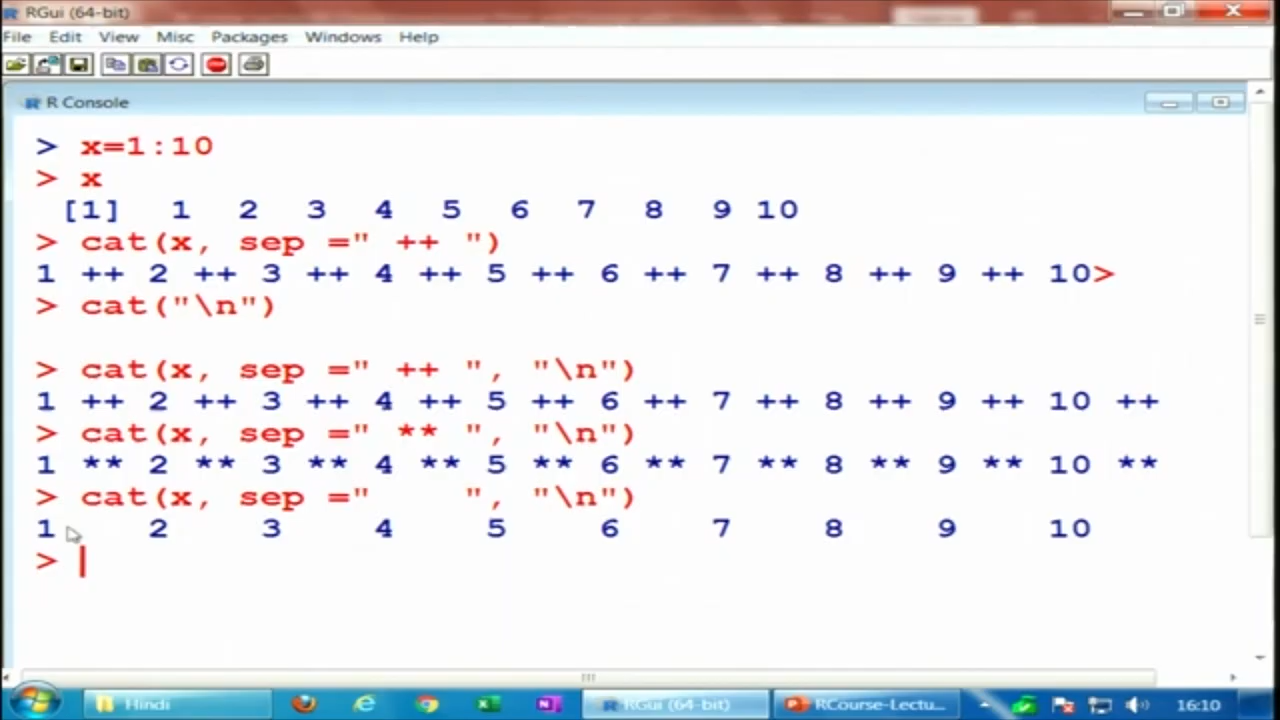 RGui (64-bit)
File Edit View Misc Packages Windows Help
R Console
> x=1:10
> x
[1] 1 2 3 4 5 6 7 8 9 10
> cat(x, sep =" ++ ")
1 ++ 2 ++ 3 ++ 4 ++ 5 ++ 6 ++ 7 ++ 8 ++ 9 ++ 10>
> cat("\n")
> cat(x, sep =" ++ ", "\n")
1 ++ 2 ++ 3 ++ 4 ++ 5 ++ 6 ++ 7 ++ 8 ++ 9 ++ 10 ++
> cat(x, sep =" ** ", "\n")
1 ** 2 ** 3 ** 4 ** 5 ** 6 ** 7 ** 8 ** 9 ** 10 **
> cat(x, sep ="    ", "\n")
1    2    3    4    5    6    7    8    9    10
>
Hindi RGui (64-bit) RCourse-Lectu... 16:10